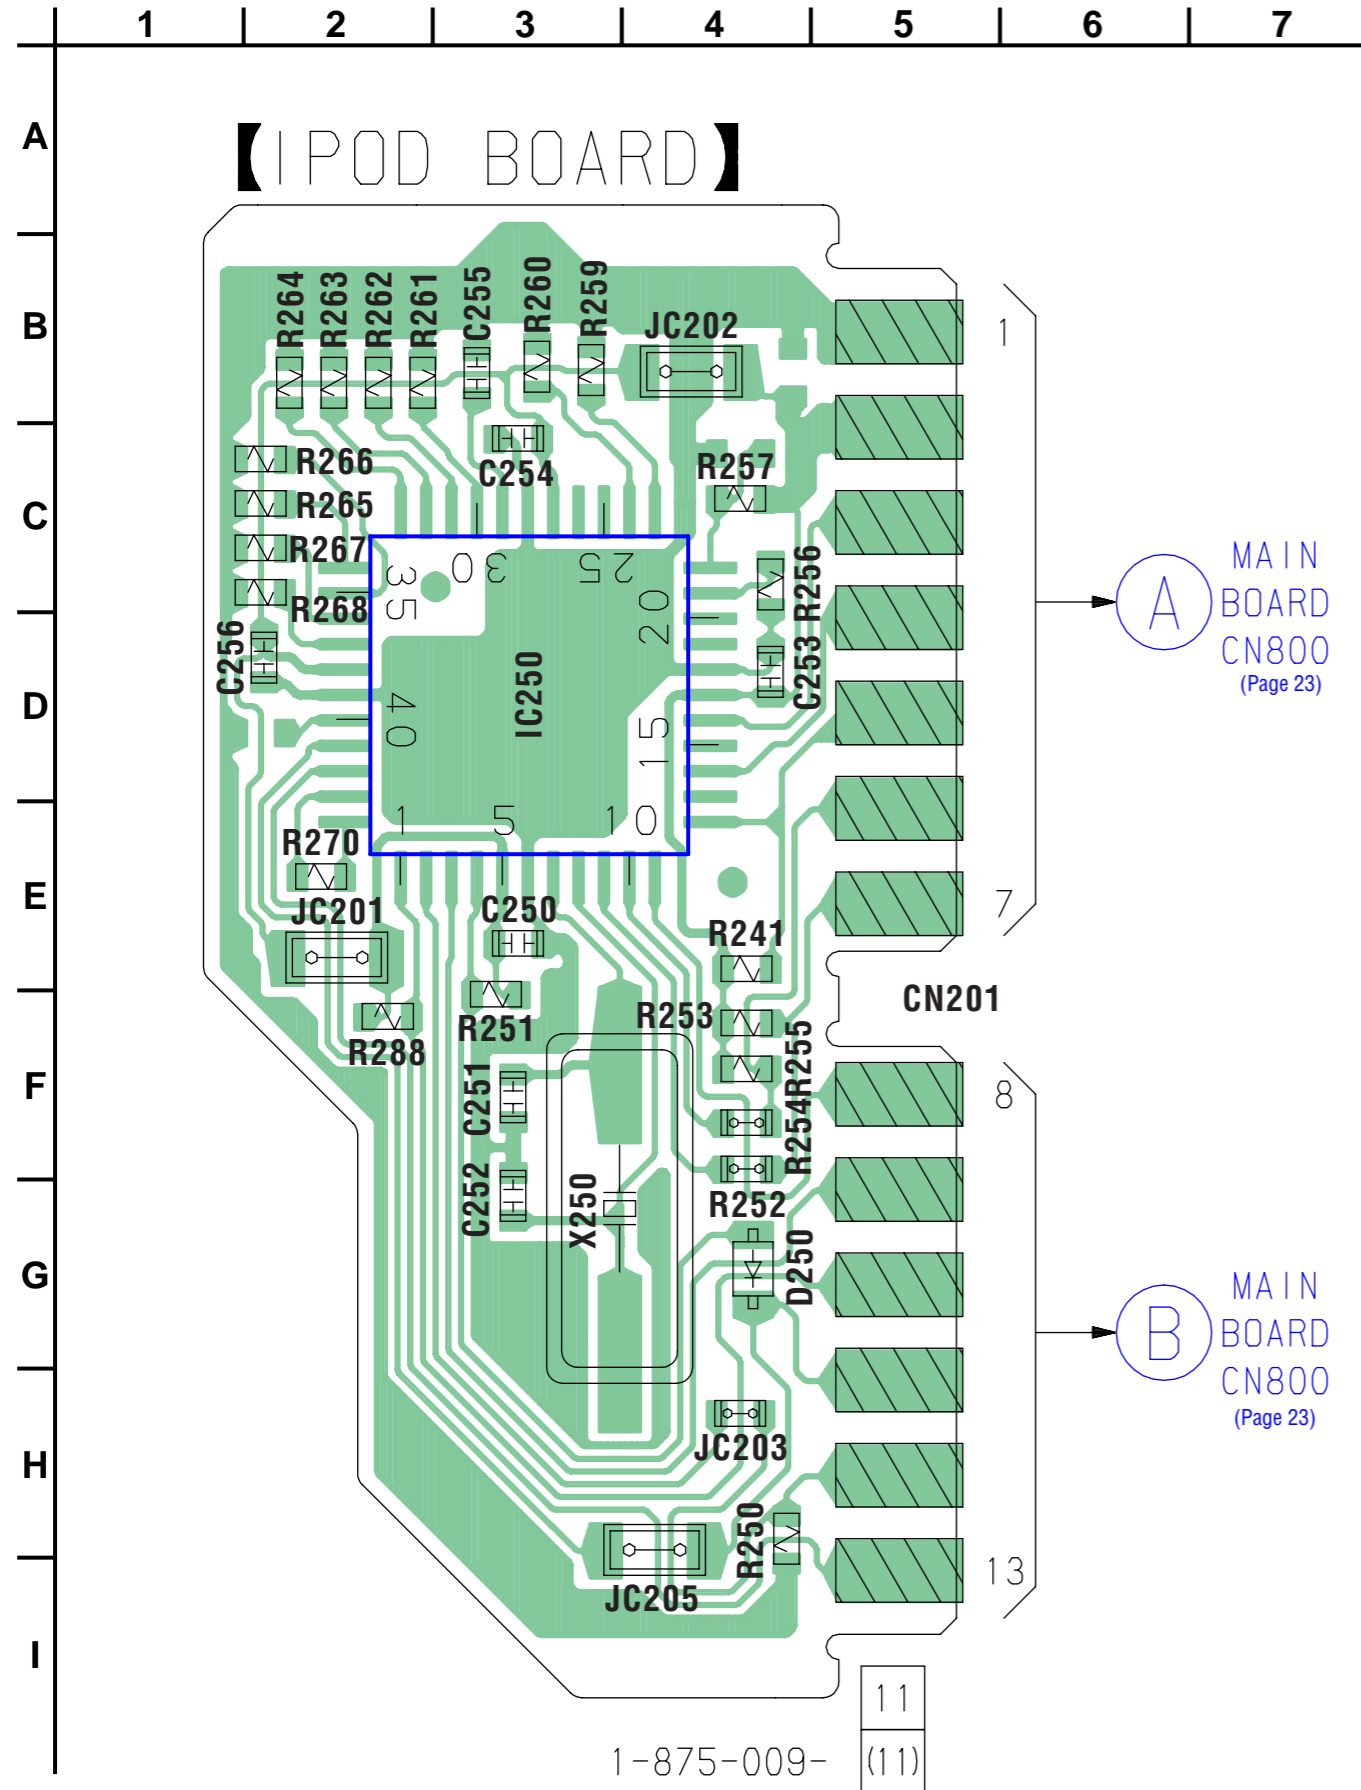 1 2 3 4 5 6 7
A
【IPOD BOARD】
B
R264 R263 R262 R261 C255 R260 R259
JC202
1
C
R266
C254
R257
R265
R267
R268
R256
30 25
35
20
MAIN
A BOARD
CN800
(Page 23)
D
C256
C253
IC250
40
15
1 5 10
E
R270
JC201
C250
7
R241
CN201
R253
R251
R288
F
C251
R255
R254
8
C252
X250
R252
G
D250
MAIN
B BOARD
CN800
(Page 23)
H
JC203
R250
JC205
13
I
11
1-875-009- (11)